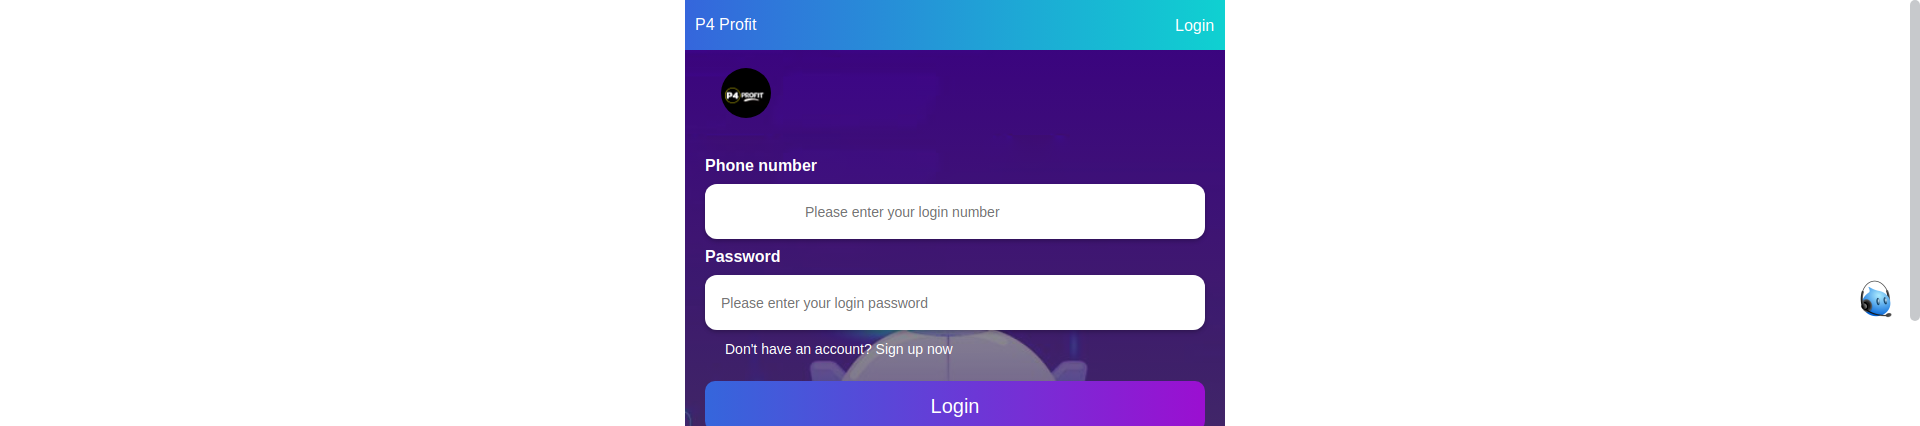 P4 Profit
Login
P4 PROFIT
Phone number
Please enter your login number
Password
Please enter your login password
Don't have an account? Sign up now
Login